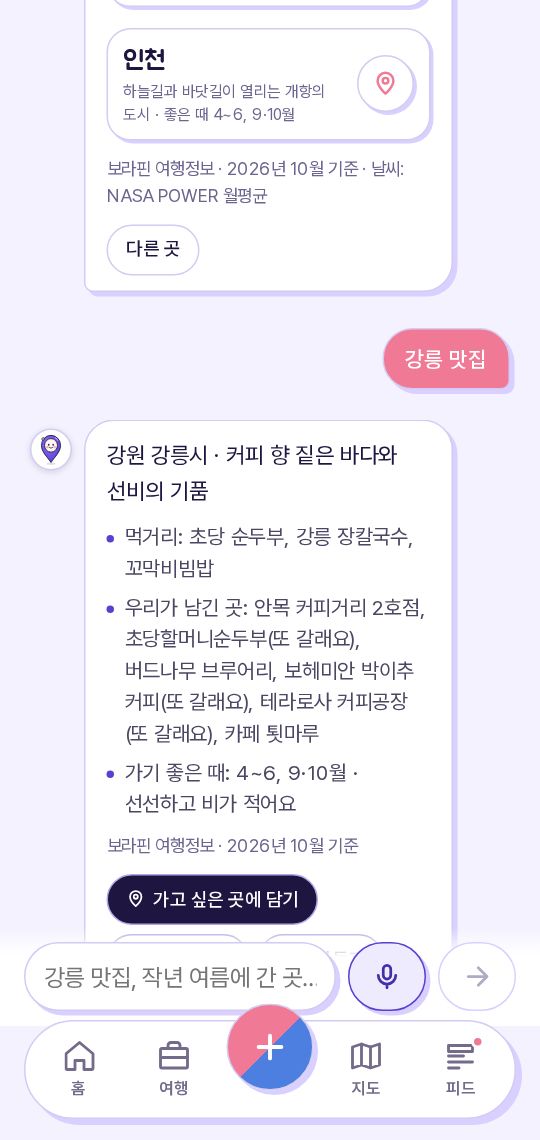 인천
하늘길과 바닷길이 열리는 개항의
도시 · 좋은 때 4~6, 9·10월
보라핀 여행정보 · 2026년 10월 기준 · 날씨:
NASA POWER 월평균
다른 곳
강릉 맛집
강원 강릉시 · 커피 향 짙은 바다와
선비의 기품
먹거리: 초당 순두부, 강릉 장칼국수,
꼬막비빔밥
우리가 남긴 곳: 안목 커피거리 2호점,
초당할머니순두부(또 갈래요),
버드나무 브루어리, 보헤미안 박이추
커피(또 갈래요), 테라로사 커피공장
(또 갈래요), 카페 툇마루
가기 좋은 때: 4~6, 9·10월 ·
선선하고 비가 적어요
보라핀 여행정보 · 2026년 10월 기준
가고 싶은 곳에 담기
강릉 맛집, 작년 여름에 간 곳...
홈
여행
지도
피드